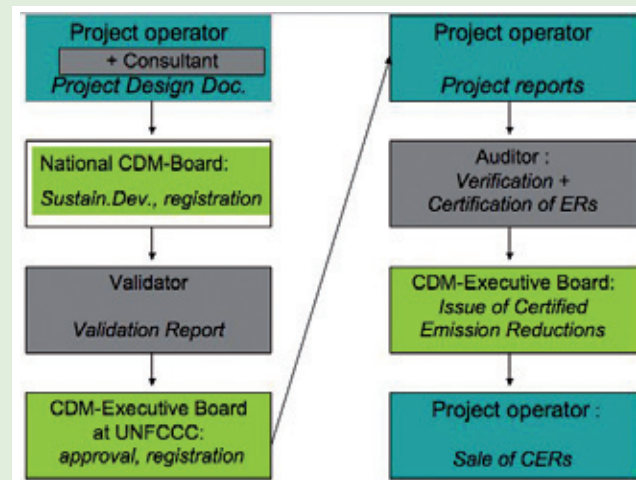 Project operator
+ Consultant
Project Design Doc.
National CDM-Board:
Sustain.Dev., registration
Validator
Validation Report
CDM-Executive Board
at UNFCCC:
approval, registration
Project operator
Project reports
Auditor :
Verification +
Certification of ERs
CDM-Executive Board:
Issue of Certified
Emission Reductions
Project operator :
Sale of CERs